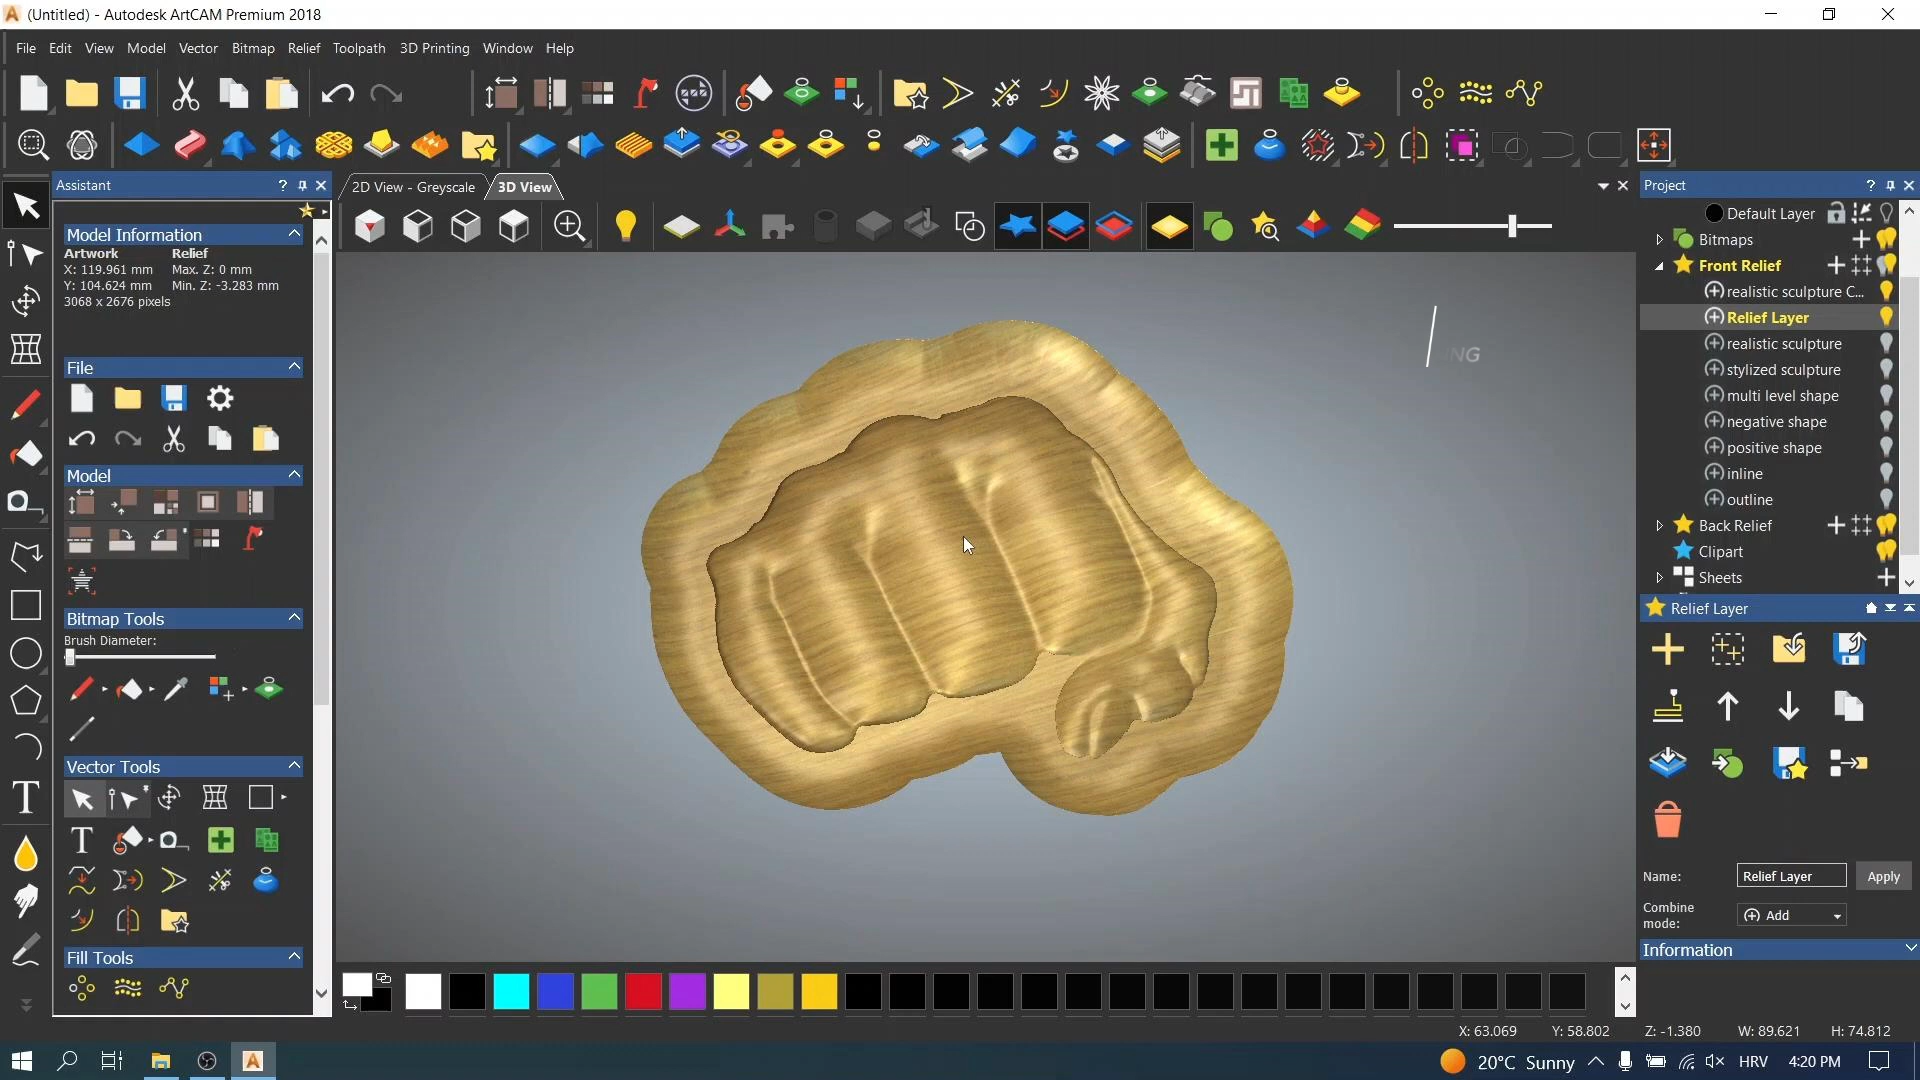 (Untitled) - Autodesk ArtCAM Premium 2018
File Edit View Model Vector Bitmap Relief Toolpath 3D Printing Window Help
Assistant ?
2D View - Greyscale 3D View
Project ?
Model Information
Artwork Relief
X: 119.961 mm Max. Z: 0 mm
Y: 104.624 mm Min. Z: -3.283 mm
3068 x 2676 pixels
File
Model
Bitmap Tools
Brush Diameter:
Vector Tools
T
Fill Tools
T
NG
Default Layer
Bitmaps
Front Relief
realistic sculpture C...
Relief Layer
realistic sculpture
stylized sculpture
multi level shape
negative shape
positive shape
inline
outline
Back Relief
Clipart
Sheets
Relief Layer
Name: Relief Layer Apply
Combine mode: Add
Information
X: 63.069 Y: 58.802 Z: -1.380 W: 89.621 H: 74.812
A 20°C Sunny HRV 4:20 PM